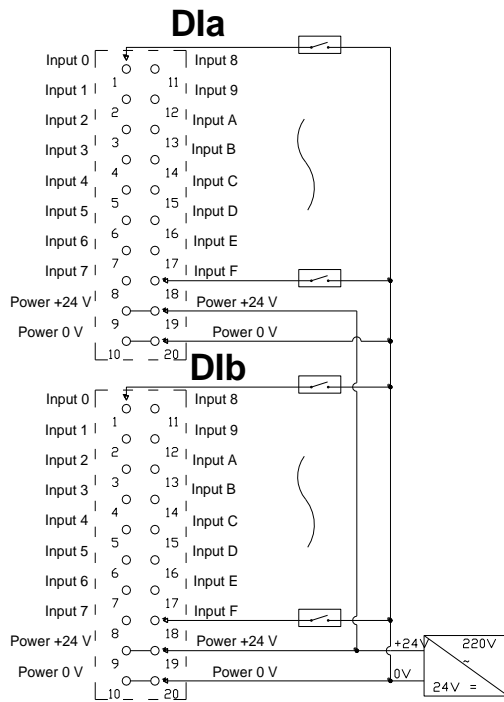 DIa
Input 0 Input 8
1 11
Input 1 Input 9
2 12
Input 2 Input A
3 13
Input 3 Input B
4 14
Input 4 Input C
5 15
Input 5 Input D
6 16
Input 6 Input E
7 17
Input 7 Input F
8 18
Power +24 V Power +24 V
9 19
Power 0 V Power 0 V
10 20
DIb
Input 0 Input 8
1 11
Input 1 Input 9
2 12
Input 2 Input A
3 13
Input 3 Input B
4 14
Input 4 Input C
5 15
Input 5 Input D
6 16
Input 6 Input E
7 17
Input 7 Input F
8 18
Power +24 V Power +24 V +24V 220V
9 19 ~
Power 0 V Power 0 V 0V
10 20 24V =